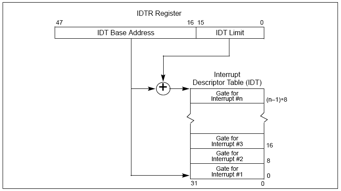 IDTR Register
47 16 15 0
IDT Base Address IDT Limit
+
Interrupt
Descriptor Table (IDT)
Gate for
Interrupt #n (n–1)∗8
Gate for
Interrupt #3 16
Gate for
Interrupt #2 8
Gate for
Interrupt #1 0
31 0